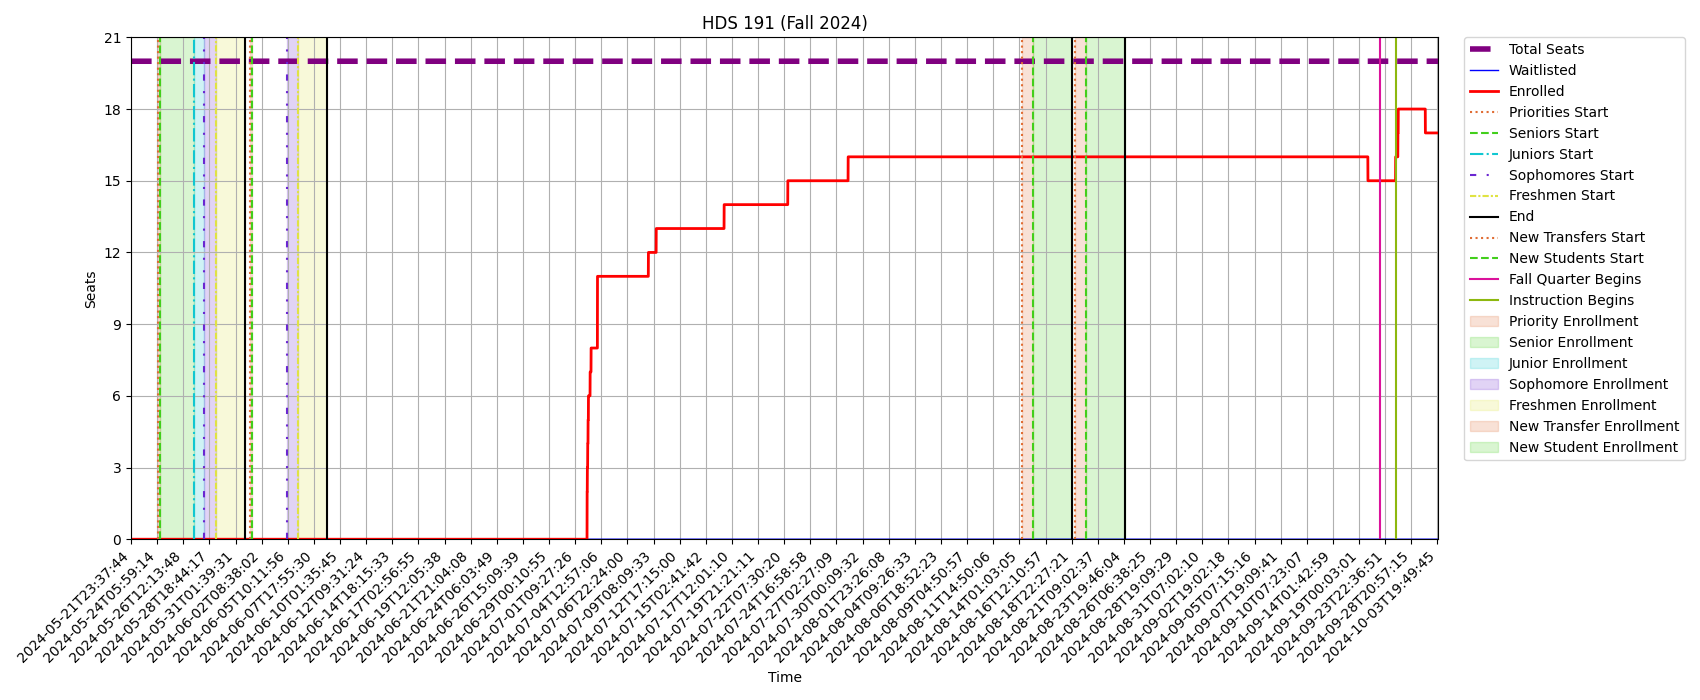 HDS 191 (Fall 2024)
Seats
21
18
15
12
9
6
3
0
2024-05-21T23:37:44
2024-05-24T05:59:14
2024-05-26T12:13:48
2024-05-28T18:44:17
2024-05-31T01:39:31
2024-06-02T08:38:02
2024-06-05T10:11:56
2024-06-07T17:55:30
2024-06-10T01:35:45
2024-06-12T09:31:24
2024-06-14T18:15:33
2024-06-17T02:56:55
2024-06-19T12:05:38
2024-06-21T21:04:08
2024-06-24T06:03:49
2024-06-26T15:09:39
2024-06-29T00:10:55
2024-07-01T09:27:26
2024-07-04T12:57:06
2024-07-06T22:24:00
2024-07-09T08:09:33
2024-07-12T17:15:00
2024-07-15T02:41:42
2024-07-17T12:01:10
2024-07-19T21:21:11
2024-07-22T07:30:20
2024-07-24T16:58:58
2024-07-27T02:27:09
2024-07-30T00:09:32
2024-08-01T23:26:08
2024-08-04T09:26:33
2024-08-06T18:52:23
2024-08-09T04:50:57
2024-08-11T14:50:06
2024-08-14T01:03:05
2024-08-16T12:10:57
2024-08-18T22:27:21
2024-08-21T09:02:37
2024-08-23T19:46:04
2024-08-26T06:38:25
2024-08-28T19:09:29
2024-08-31T07:02:10
2024-09-02T19:02:18
2024-09-05T07:15:16
2024-09-07T19:09:41
2024-09-10T07:23:07
2024-09-14T01:42:59
2024-09-19T00:03:01
2024-09-23T22:36:51
2024-09-28T20:57:15
2024-10-03T19:49:45
Time
Total Seats
Waitlisted
Enrolled
Priorities Start
Seniors Start
Juniors Start
Sophomores Start
Freshmen Start
End
New Transfers Start
New Students Start
Fall Quarter Begins
Instruction Begins
Priority Enrollment
Senior Enrollment
Junior Enrollment
Sophomore Enrollment
Freshmen Enrollment
New Transfer Enrollment
New Student Enrollment